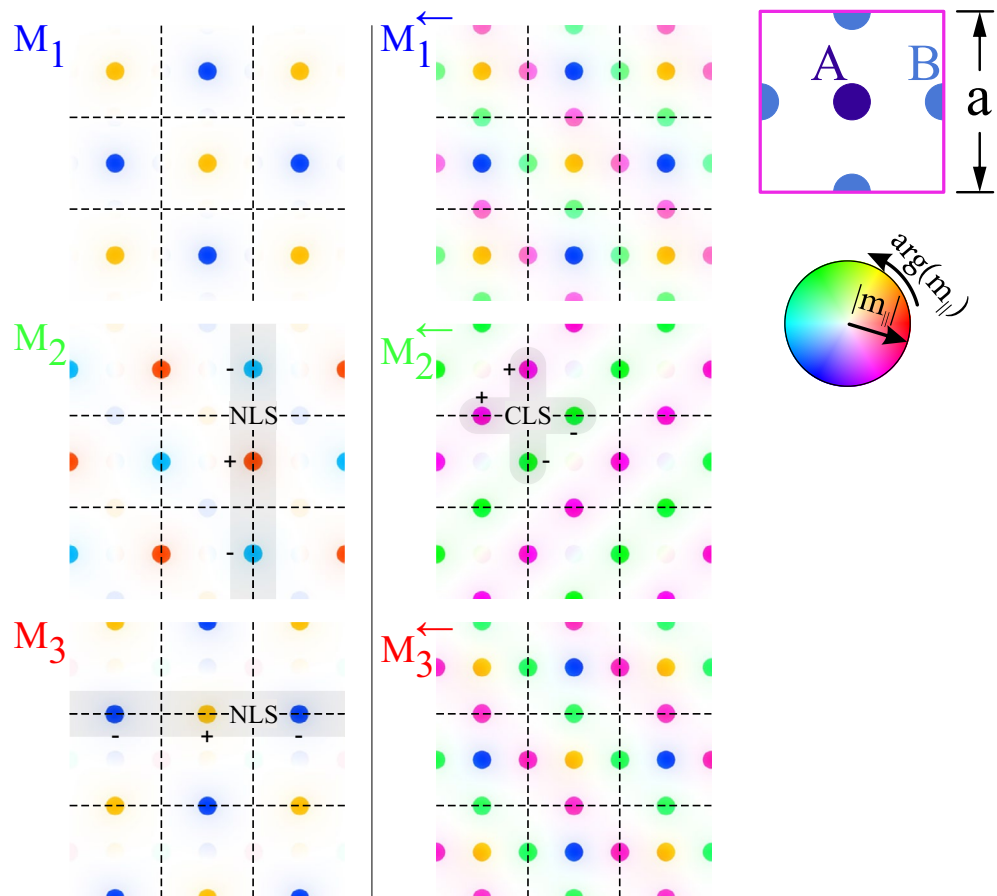 M₁
M₁←
A
B
a
arg(m∥)
|m∥|
M₂
-
NLS
+
-
M₂←
+
+
CLS
-
-
M₃
NLS
-
+
-
M₃←